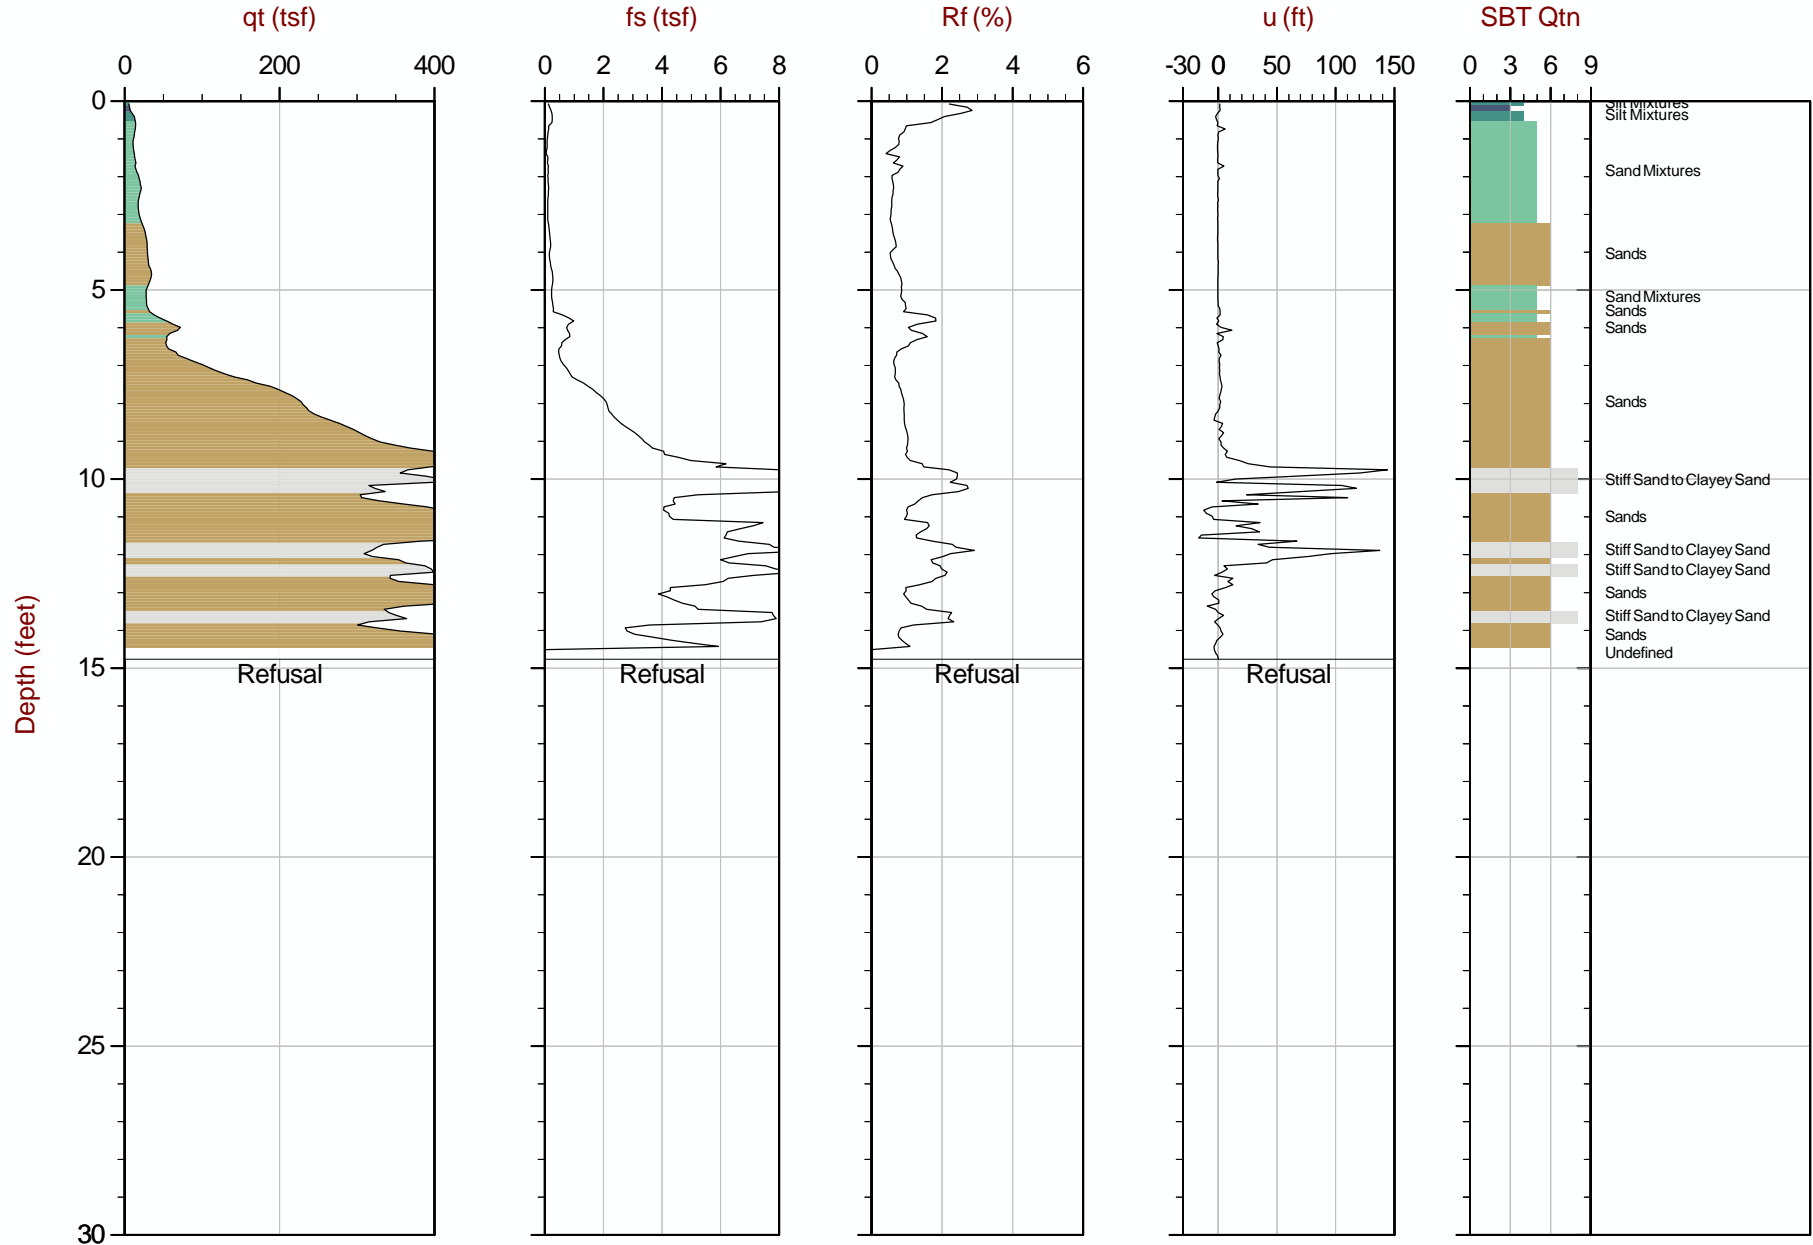 qt (tsf) fs (tsf) Rf (%) u (ft) SBT Qtn
0 200 400 0 2 4 6 8 0 2 4 6 -30 0 50 100 150 0 3 6 9
0
Silt Mixtures
Silt Mixtures
Sand Mixtures
Sands
5
Sand Mixtures
Sands
Sands
Sands
10
Stiff Sand to Clayey Sand
Sands
Stiff Sand to Clayey Sand
Stiff Sand to Clayey Sand
Sands
Stiff Sand to Clayey Sand
Sands
Undefined
15
Refusal Refusal Refusal Refusal
Depth (feet)
20
25
30